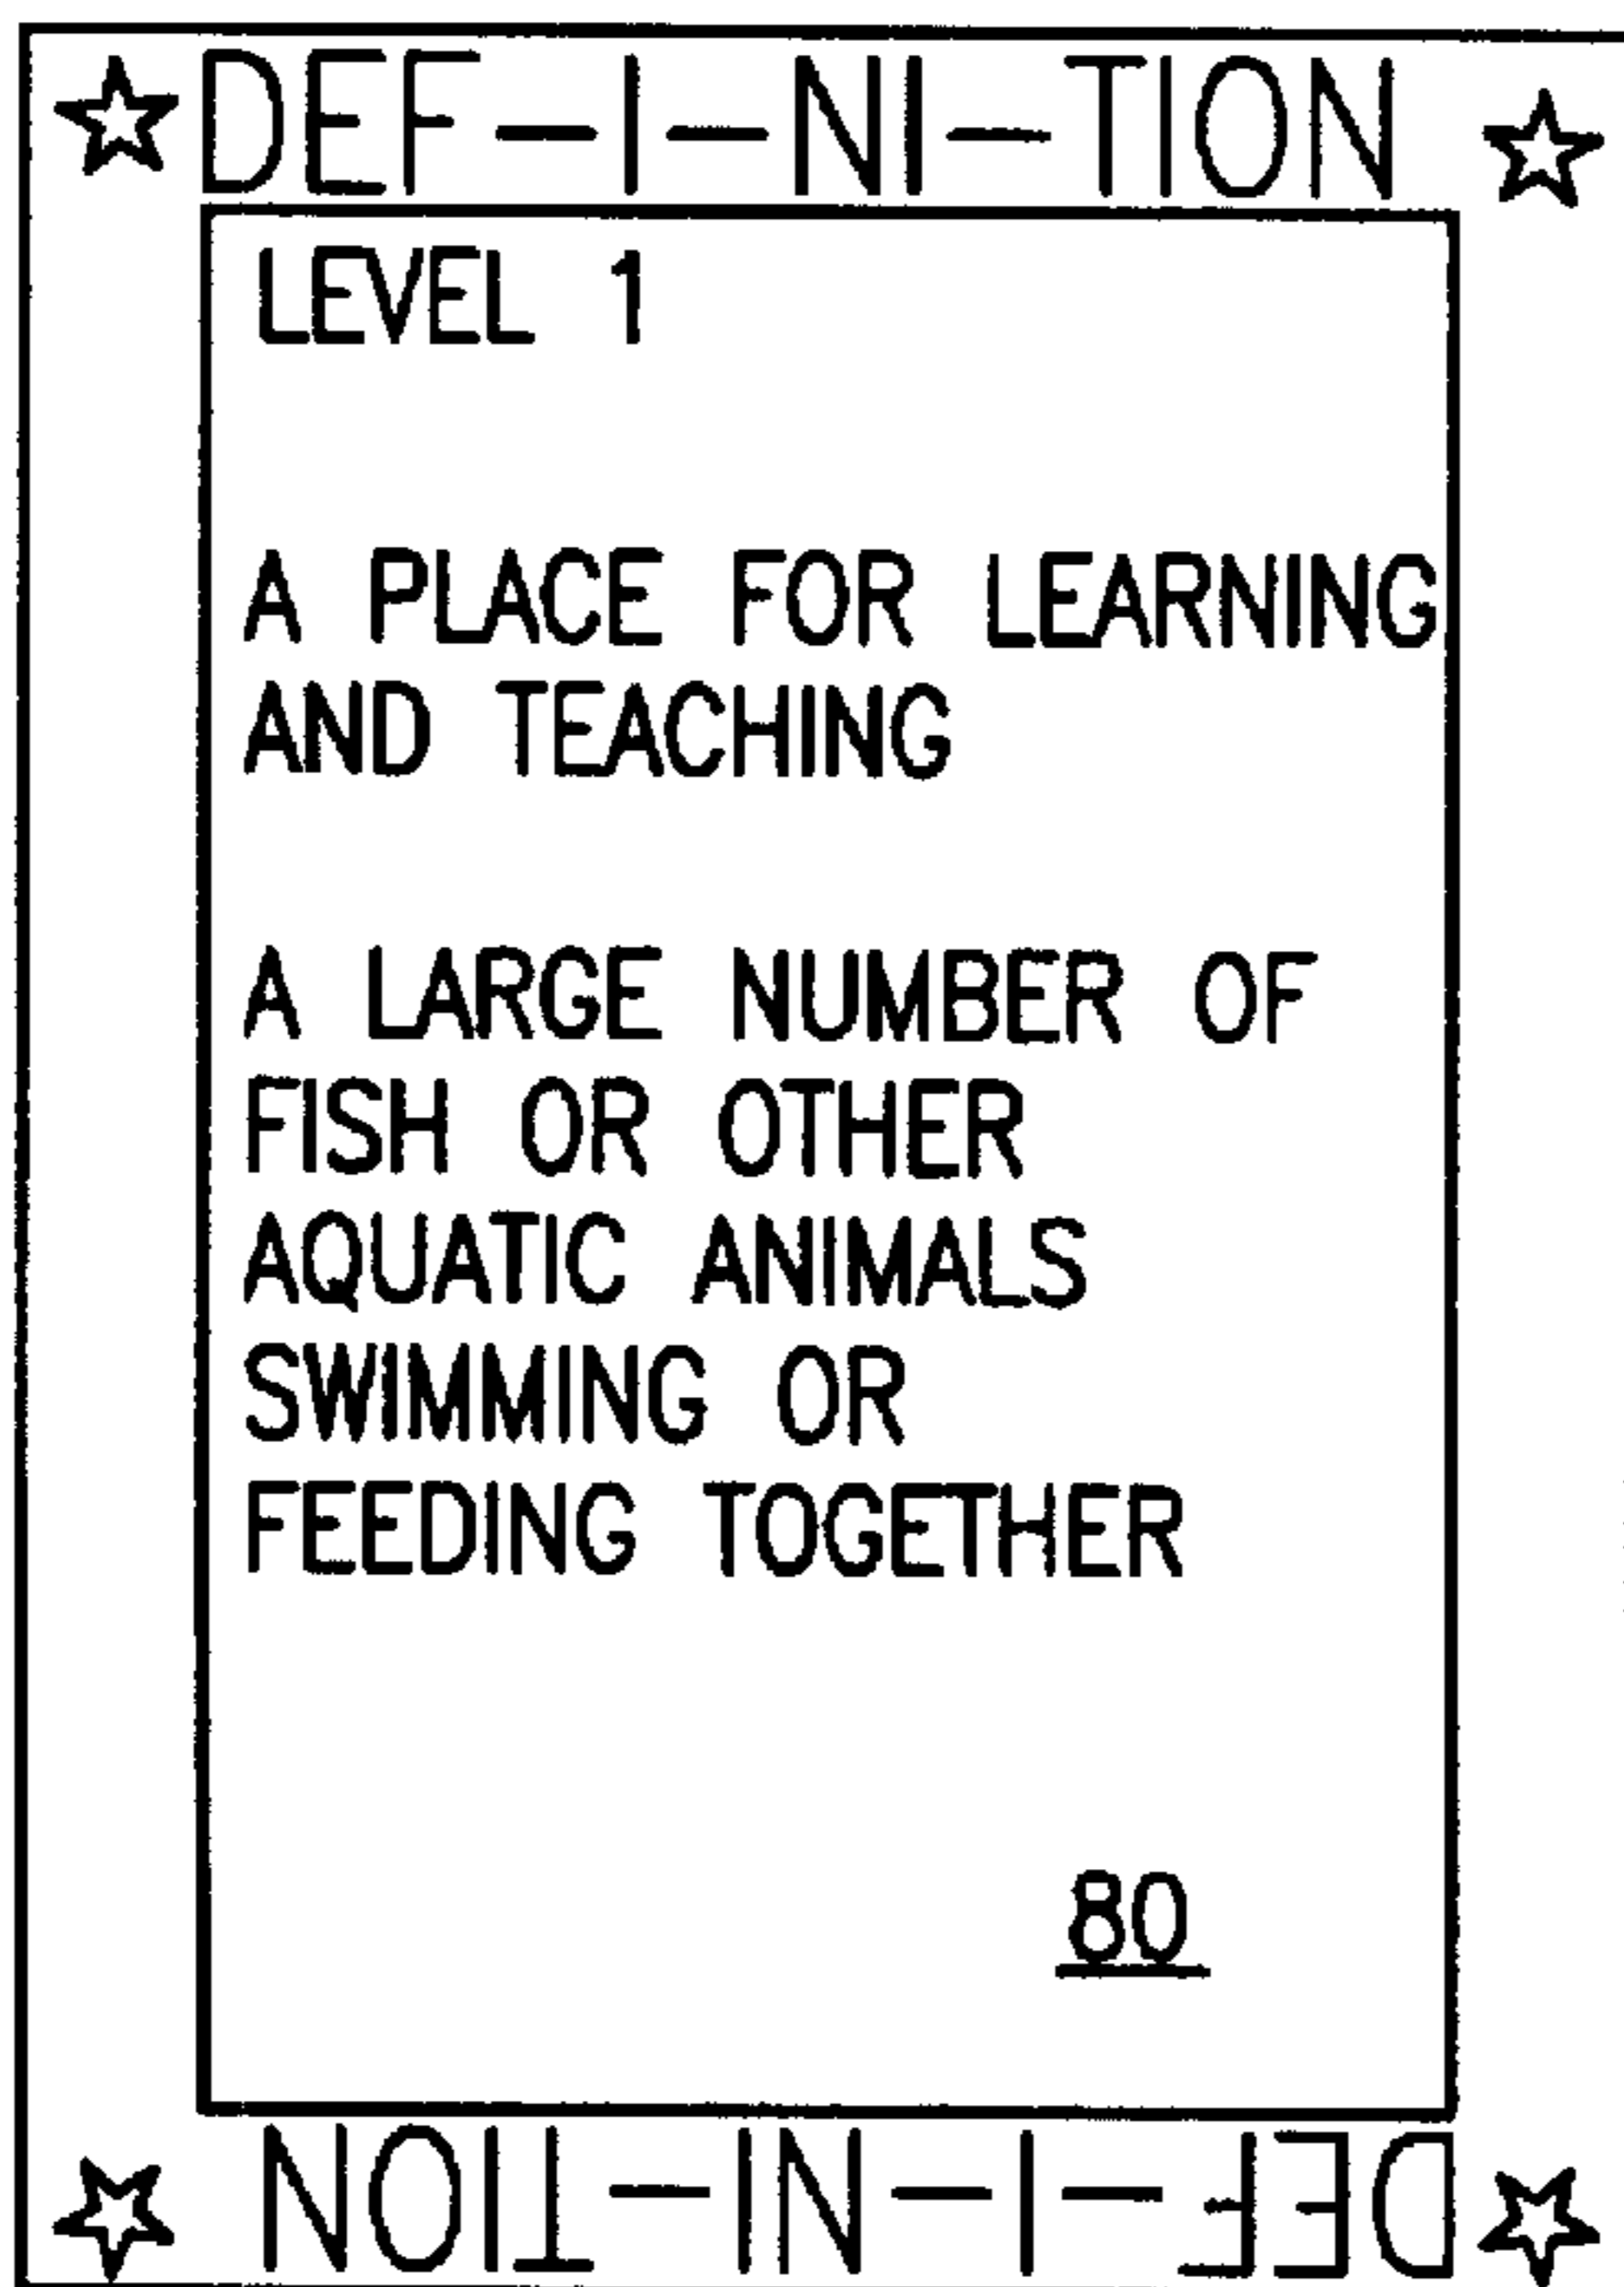 DEF-I-NI-TION
LEVEL 1
A PLACE FOR LEARNING
AND TEACHING
A LARGE NUMBER OF
FISH OR OTHER
AQUATIC ANIMALS
SWIMMING OR
FEEDING TOGETHER
80
DEF-I-NI-TION